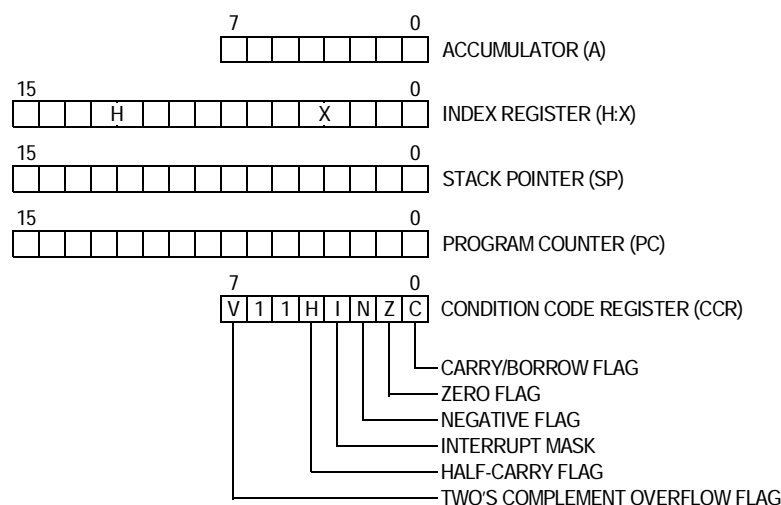 7 0
ACCUMULATOR (A)
15 0
H X INDEX REGISTER (H:X)
15 0
STACK POINTER (SP)
15 0
PROGRAM COUNTER (PC)
7 0
V 1 1 H I N Z C CONDITION CODE REGISTER (CCR)
CARRY/BORROW FLAG
ZERO FLAG
NEGATIVE FLAG
INTERRUPT MASK
HALF-CARRY FLAG
TWO'S COMPLEMENT OVERFLOW FLAG